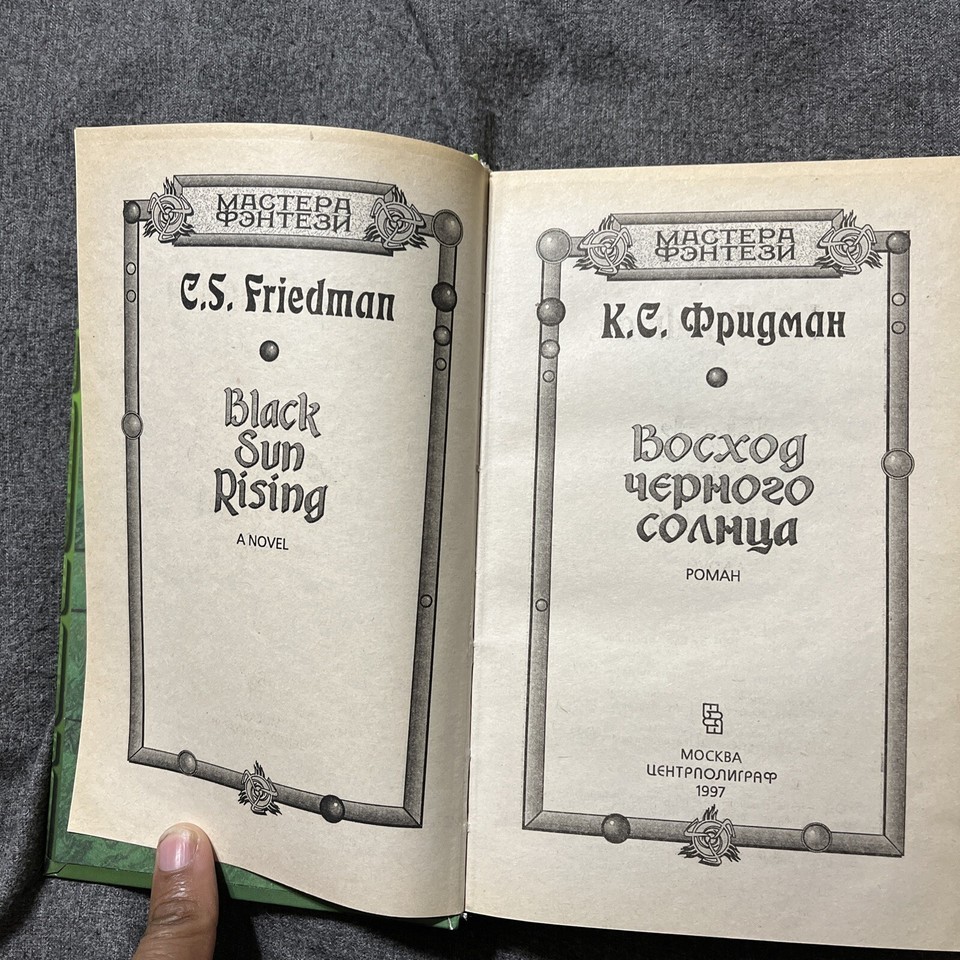 МАСТЕРА
ФЭНТЕЗИ
C.S. Friedman
Black
Sun
Rising
A NOVEL
МАСТЕРА
ФЭНТЕЗИ
К.С. Фридман
Восход
черного
солнца
РОМАН
МОСКВА
ЦЕНТРПОЛИГРАФ
1997